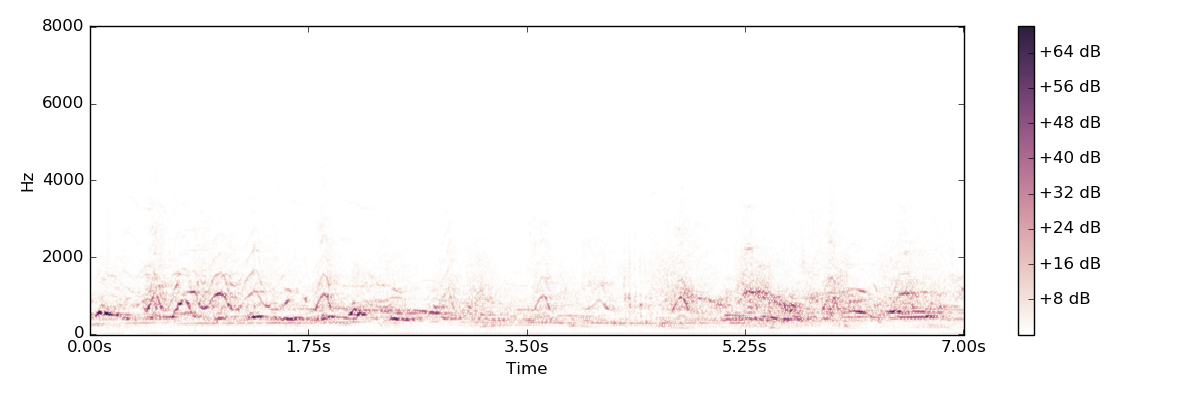 8000
6000
4000
2000
0
Hz
0.00s 1.75s 3.50s 5.25s 7.00s
Time
+64 dB
+56 dB
+48 dB
+40 dB
+32 dB
+24 dB
+16 dB
+8 dB